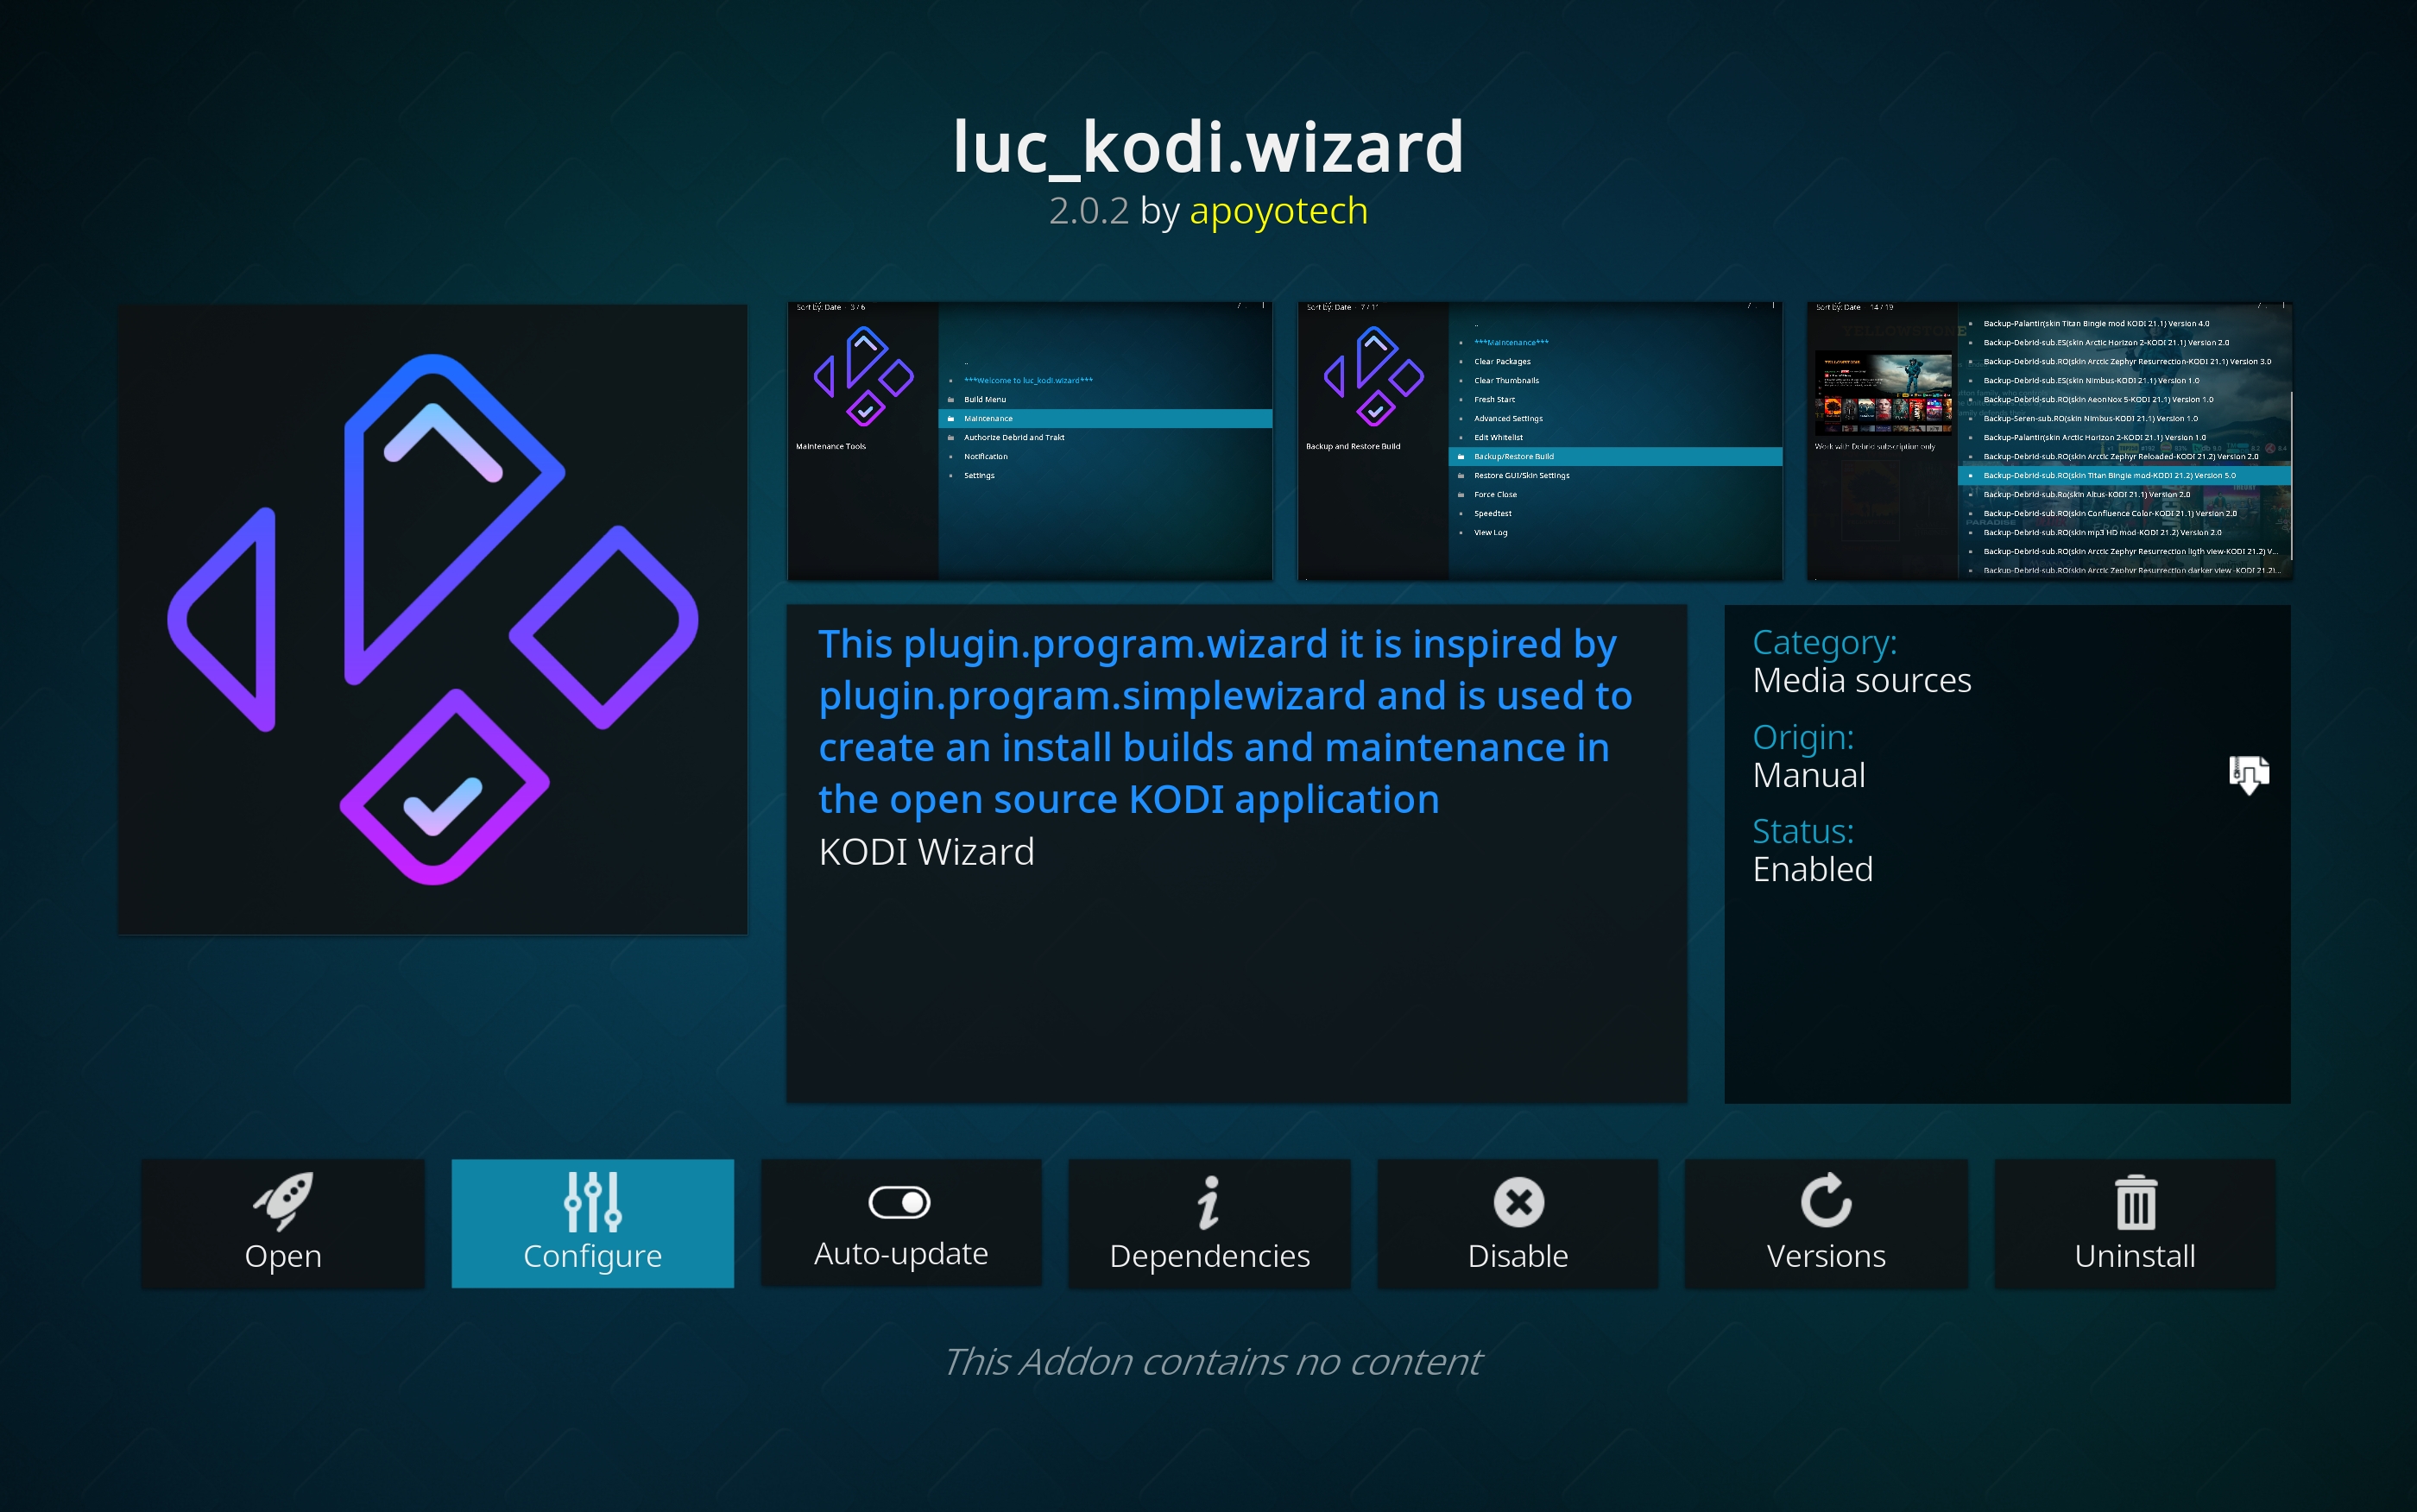 luc_kodi.wizard
2.0.2 by apoyotech
Sort by: Date · 3 / 6
..
***Welcome to luc_kodi.wizard***
Build Menu
Maintenance
Authorize Debrid and Trakt
Notification
Settings
Maintenance Tools
Sort by: Date · 7 / 11
..
***Maintenance***
Clear Packages
Clear Thumbnails
Fresh Start
Advanced Settings
Edit Whitelist
Backup/Restore Build
Restore GUI/Skin Settings
Force Close
Speedtest
View Log
Backup and Restore Build
Sort by: Date · 14 / 19
Backup-Palantir(skin Titan Bingie mod KODI 21.1) Version 4.0
Backup-Debrid-sub.ES(skin Arctic Horizon 2-KODI 21.1) Version 2.0
Backup-Debrid-sub.RO(skin Arctic Zephyr Resurrection-KODI 21.1) Version 3.0
Backup-Debrid-sub.ES(skin Nimbus-KODI 21.1) Version 1.0
Backup-Debrid-sub.RO(skin AeonNox 5-KODI 21.1) Version 1.0
Backup-Seren-sub.RO(skin Nimbus-KODI 21.1) Version 1.0
Backup-Palantir(skin Arctic Horizon 2-KODI 21.1) Version 1.0
Backup-Debrid-sub.RO(skin Arctic Zephyr Reloaded-KODI 21.2) Version 2.0
Backup-Debrid-sub.RO(skin Titan Bingie mod-KODI 21.2) Version 5.0
Backup-Debrid-sub.Ro(skin Altus-KODI 21.1) Version 2.0
Backup-Debrid-sub.RO(skin Confluence Color-KODI 21.2) Version 2.0
Backup-Debrid-sub.RO(skin mp3 HD mod-KODI 21.2) Version 2.0
Backup-Debrid-sub.RO(skin Arctic Zephyr Resurrection ligth view-KODI 21.2) V...
Backup-Debrid-sub.RO(skin Arctic Zephyr Resurrection darker view -KODI 21.2)...
YELLOWSTONE
Work with Debrid subscription only
PARADISE
This plugin.program.wizard it is inspired by
plugin.program.simplewizard and is used to
create an install builds and maintenance in
the open source KODI application
KODI Wizard
Category:
Media sources
Origin:
Manual
Status:
Enabled
Open
Configure
Auto-update
Dependencies
Disable
Versions
Uninstall
This Addon contains no content